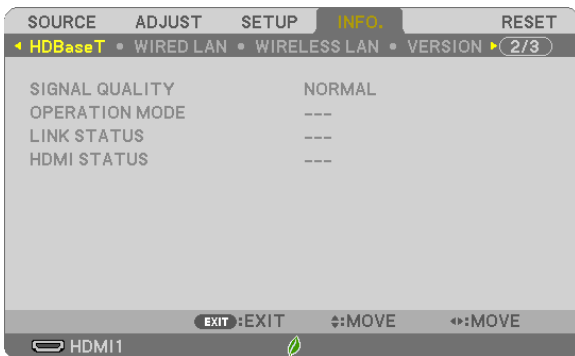 SOURCE ADJUST SETUP INFO. RESET
HDBaseT • WIRED LAN • WIRELESS LAN • VERSION 2/3
SIGNAL QUALITY NORMAL
OPERATION MODE ---
LINK STATUS ---
HDMI STATUS ---
EXIT :EXIT :MOVE :MOVE
HDMI1